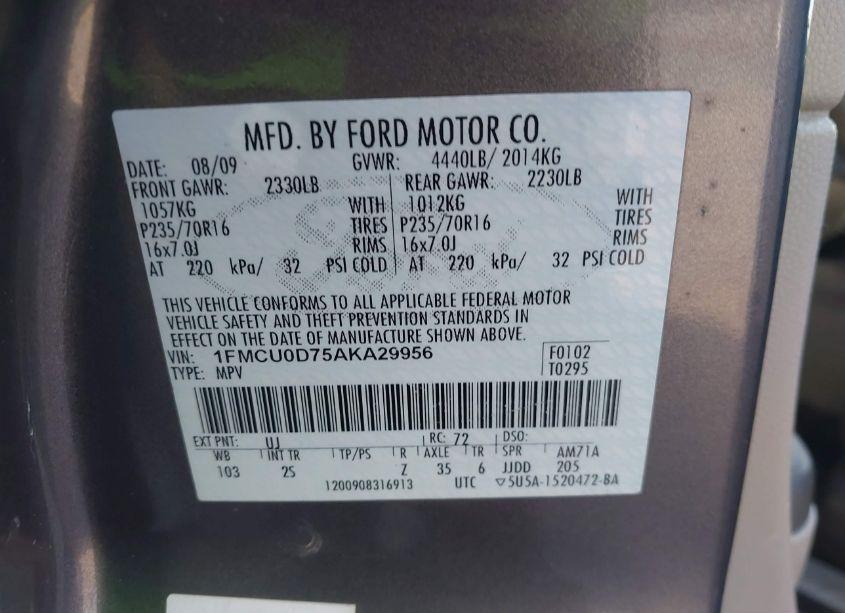 MFD. BY FORD MOTOR CO.
DATE: 08/09 GVWR: 4440LB/ 2014KG
FRONT GAWR: 2330LB REAR GAWR: 2230LB
1057KG WITH 1012KG WITH
P235/70R16 TIRES P235/70R16 TIRES
16x7.0J RIMS 16x7.0J RIMS
AT 220 kPa/ 32 PSI COLD AT 220 kPa/ 32 PSI COLD
THIS VEHICLE CONFORMS TO ALL APPLICABLE FEDERAL MOTOR
VEHICLE SAFETY AND THEFT PREVENTION STANDARDS IN
EFFECT ON THE DATE OF MANUFACTURE SHOWN ABOVE.
VIN: 1FMCU0D75AKA29956 F0102
TYPE: MPV T0295
EXT PNT: UJ RC: 72 DSO:
WB INT TR TP/PS R AXLE TR SPR AM71A
103 2S Z 35 6 JJDD 205
1200908316913 UTC ▽5U5A-1520472-BA